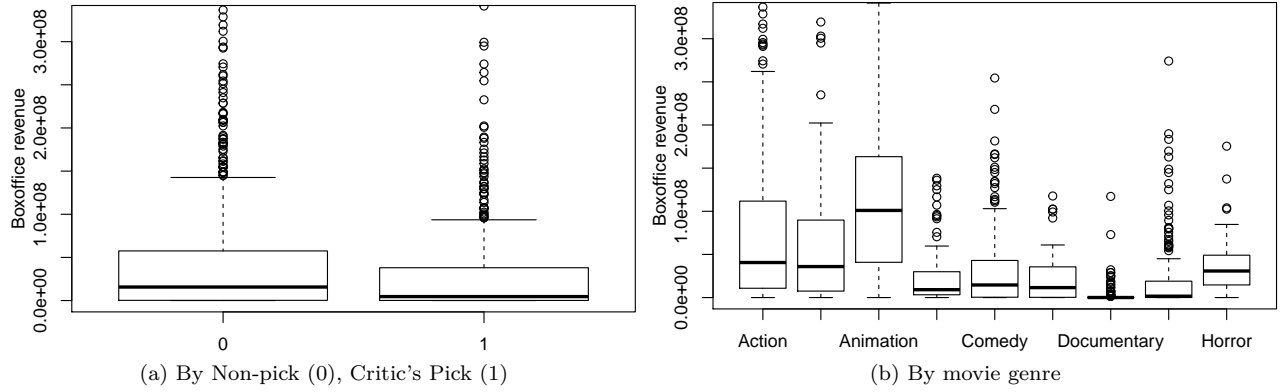 Boxoffice revenue
0.0e+00 1.0e+08 2.0e+08 3.0e+08
0 1
(a) By Non-pick (0), Critic's Pick (1)
Boxoffice revenue
0.0e+00 1.0e+08 2.0e+08 3.0e+08
Action Animation Comedy Documentary Horror
(b) By movie genre